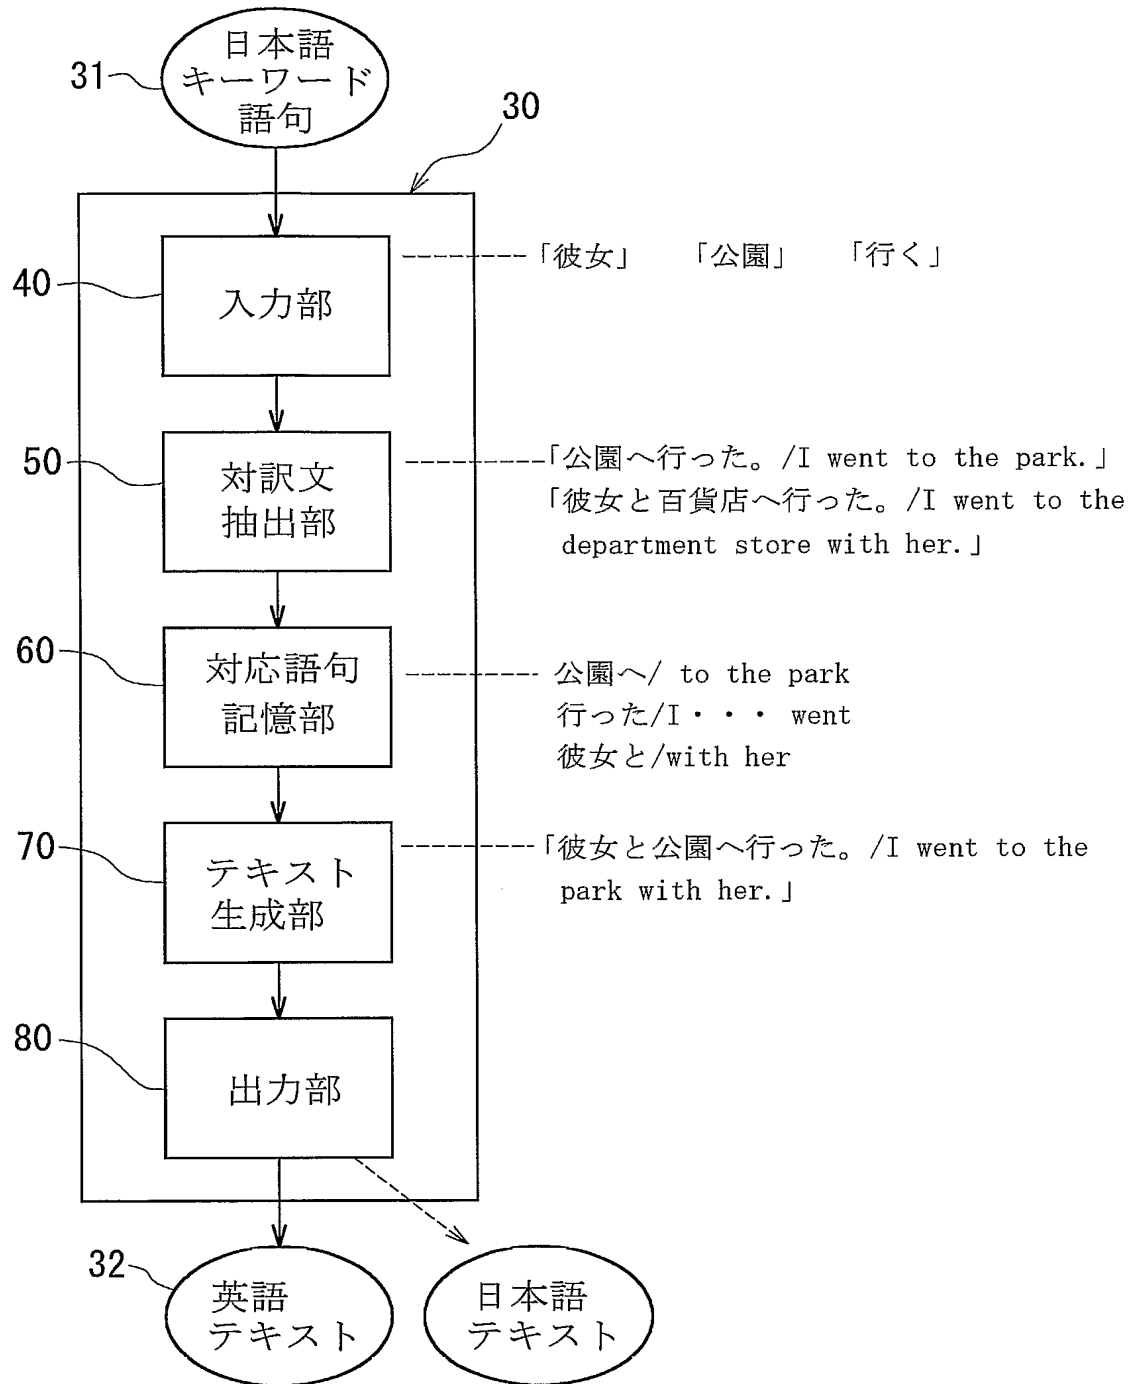 日本語
キーワード
語句
31
30
40
入力部
「彼女」 「公園」 「行く」
50
対訳文
抽出部
「公園へ行った。/I went to the park.」
「彼女と百貨店へ行った。/I went to the
department store with her.」
60
対応語句
記憶部
公園へ/ to the park
行った/I・・・ went
彼女と/with her
70
テキスト
生成部
「彼女と公園へ行った。/I went to the
park with her.」
80
出力部
32
英語
テキスト
日本語
テキスト